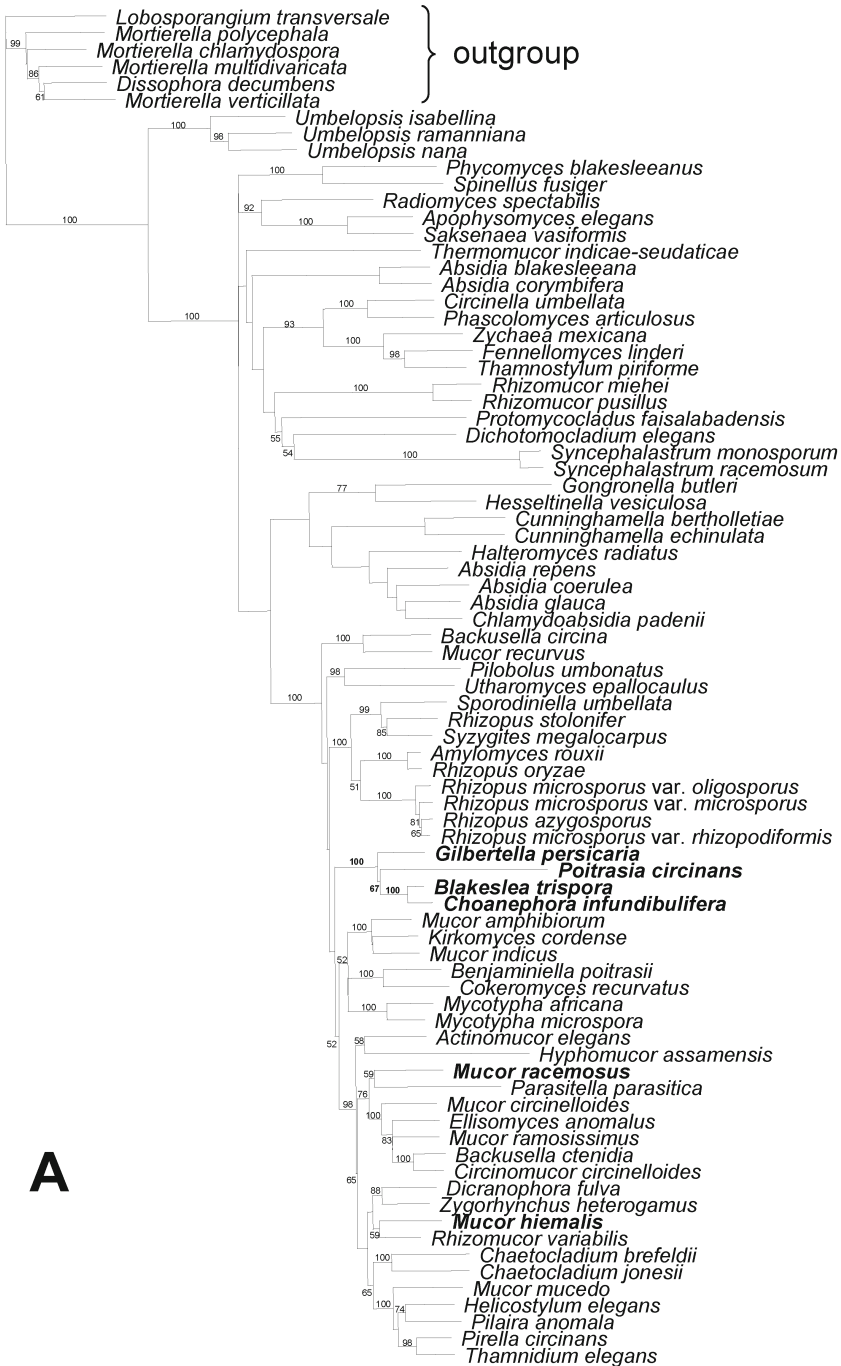 Lobosporangium transversale
99
Mortierella polycephala
Mortierella chlamydospora
outgroup
86
Mortierella multidivaricata
Dissophora decumbens
61
Mortierella verticillata
Umbelopsis isabellina
100
98
Umbelopsis ramanniana
Umbelopsis nana
100
Phycomyces blakesleeanus
Spinellus fusiger
Radiomyces spectabilis
92
100
Apophysomyces elegans
100
Saksenaea vasiformis
Thermomucor indicae-seudaticae
Absidia blakesleeana
Absidia corymbifera
100
Circinella umbellata
100
93
Phascolomyces articulosus
Zychaea mexicana
100
98
Fennellomyces linderi
Thamnostylum piriforme
100
Rhizomucor miehei
Rhizomucor pusillus
Protomycocladus faisalabadensis
55
Dichotomocladium elegans
54
100
Syncephalastrum monosporum
Syncephalastrum racemosum
77
Gongronella butleri
Hesseltinella vesiculosa
Cunninghamella bertholletiae
Cunninghamella echinulata
Halteromyces radiatus
Absidia repens
Absidia coerulea
Absidia glauca
Chlamydoabsidia padenii
100
Backusella circina
Mucor recurvus
98
Pilobolus umbonatus
Utharomyces epallocaulus
100
99
Sporodiniella umbellata
Rhizopus stolonifer
85
Syzygites megalocarpus
100
100
Amylomyces rouxii
Rhizopus oryzae
51
100
Rhizopus microsporus var. oligosporus
Rhizopus microsporus var. microsporus
81
Rhizopus azygosporus
65
Rhizopus microsporus var. rhizopodiformis
100
Gilbertella persicaria
Poitrasia circinans
67
100
Blakeslea trispora
Choanephora infundibulifera
Mucor amphibiorum
100
Kirkomyces cordense
Mucor indicus
52
100
Benjaminiella poitrasii
Cokeromyces recurvatus
100
Mycotypha africana
Mycotypha microspora
52
58
Actinomucor elegans
Hyphomucor assamensis
59
Mucor racemosus
76
Parasitella parasitica
98
100
Mucor circinelloides
Ellisomyces anomalus
83
Mucor ramosissimus
100
Backusella ctenidia
A
65
Circinomucor circinelloides
88
Dicranophora fulva
Zygorhynchus heterogamus
Mucor hiemalis
59
Rhizomucor variabilis
100
Chaetocladium brefeldii
Chaetocladium jonesii
65
Mucor mucedo
100
74
Helicostylum elegans
Pilaira anomala
98
Pirella circinans
Thamnidium elegans